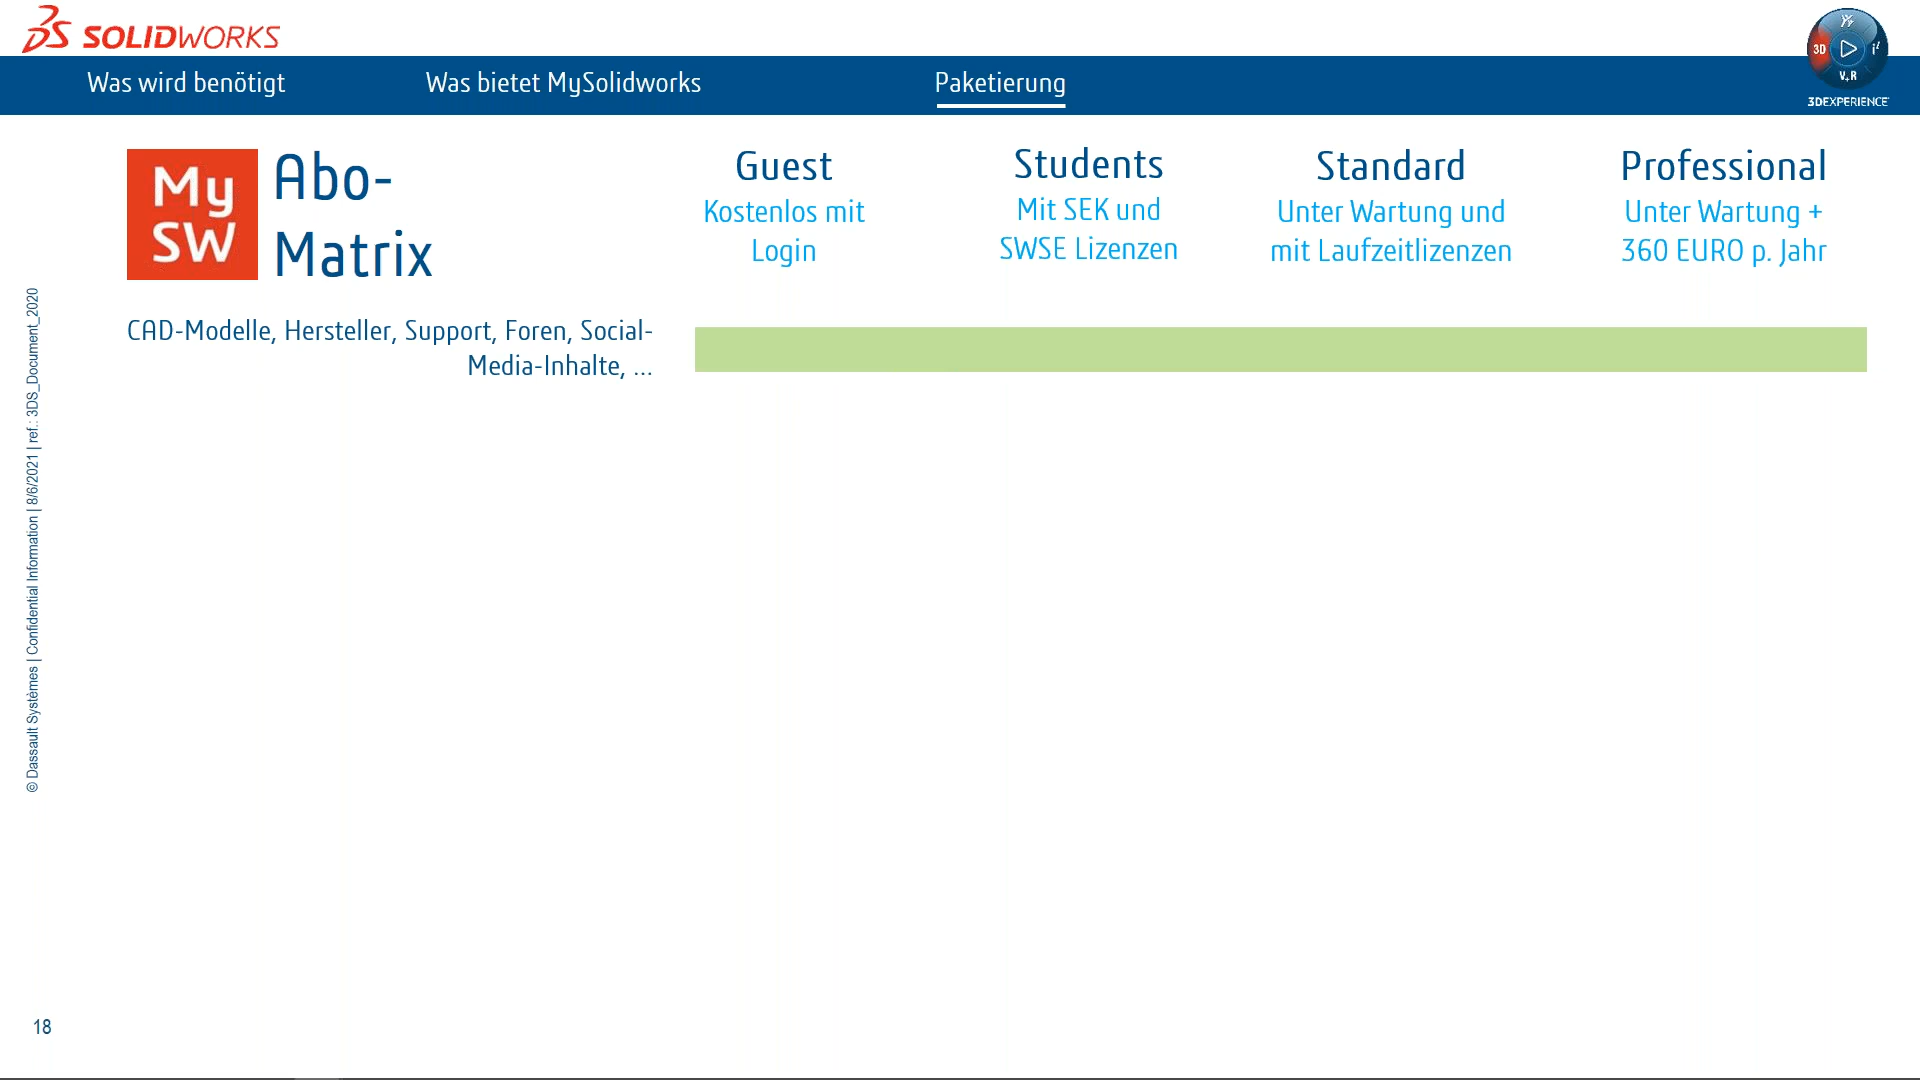 3S SOLIDWORKS
Was wird benötigt
Was bietet MySolidworks
Paketierung
3D
V,R
3DEXPERIENCE
My
SW
Abo-
Matrix
Guest
Kostenlos mit
Login
Students
Mit SEK und
SWSE Lizenzen
Standard
Unter Wartung und
mit Laufzeitlizenzen
Professional
Unter Wartung +
360 EURO p. Jahr
CAD-Modelle, Hersteller, Support, Foren, Social-
Media-Inhalte, ...
© Dassault Systèmes | Confidential Information | 8/6/2021 | ref.: 3DS_Document_2020
18